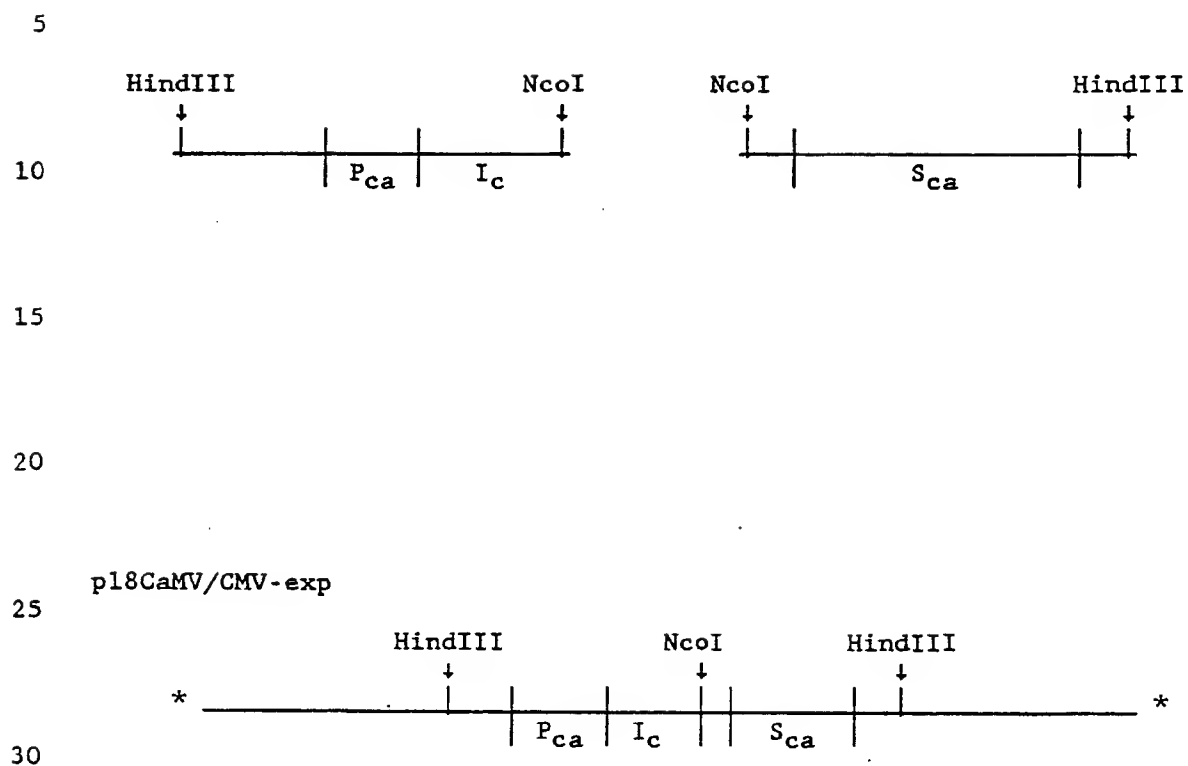 5
HindIII NcoI NcoI HindIII
10
Pca Ic Sca
15
20
p18CaMV/CMV-exp
25
HindIII NcoI HindIII
* *
Pca Ic Sca
30